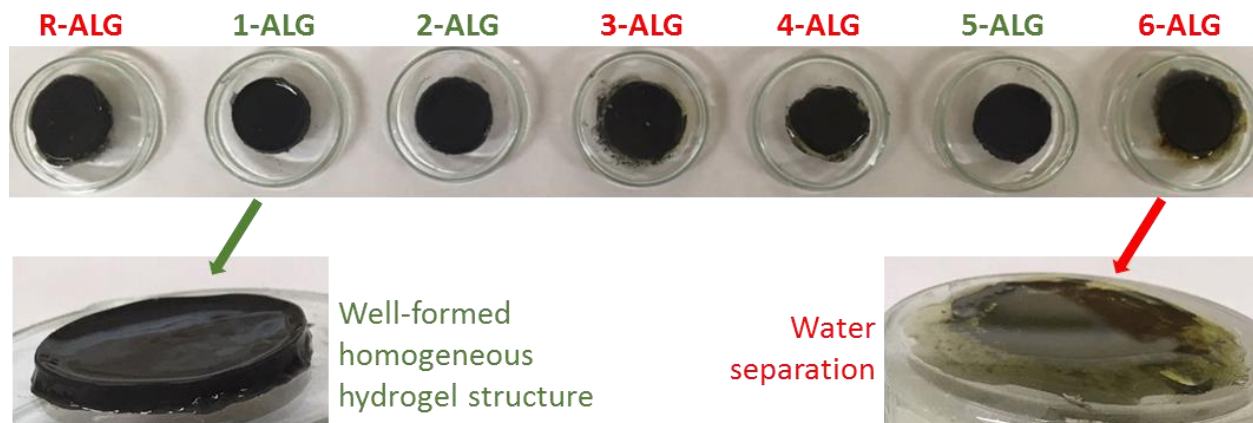 R-ALG 1-ALG 2-ALG 3-ALG 4-ALG 5-ALG 6-ALG
Well-formed
homogeneous
hydrogel structure
Water
separation